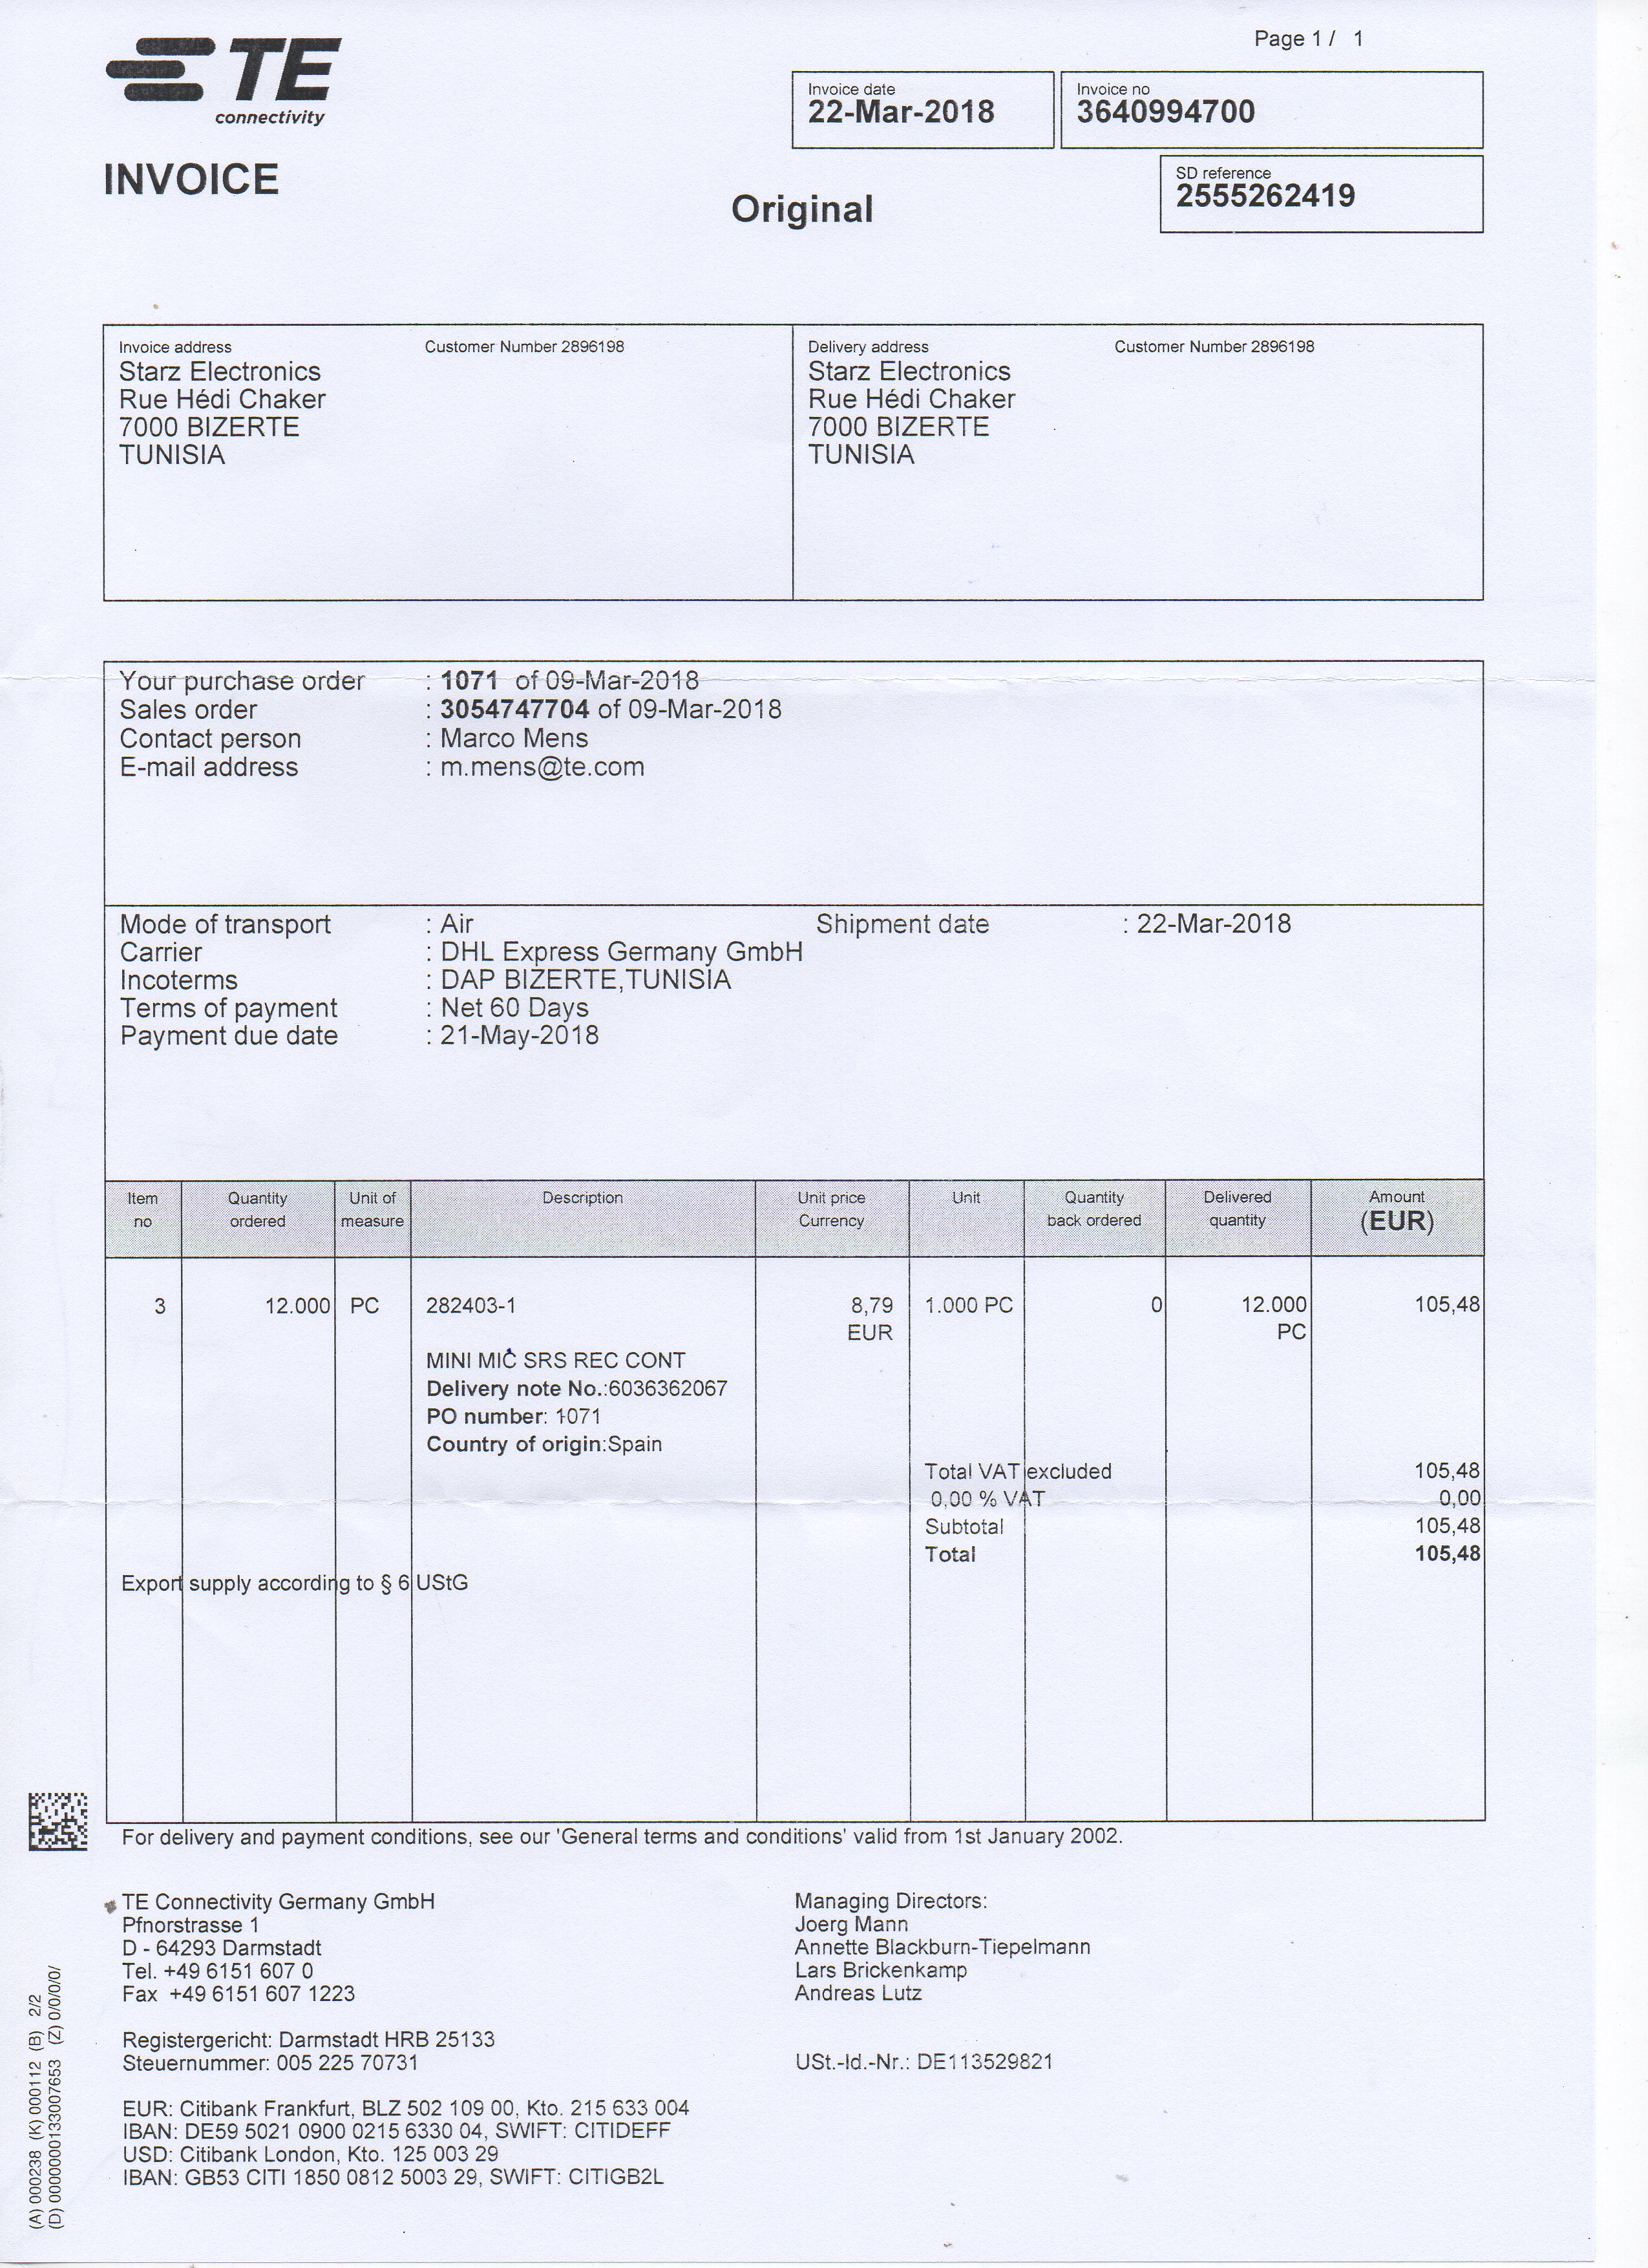 Page 1 / 1
TE
connectivity
Invoice date
22-Mar-2018
Invoice no
3640994700
SD reference
2555262419
INVOICE
Original
Invoice address Customer Number 2896198
Starz Electronics
Rue Hédi Chaker
7000 BIZERTE
TUNISIA
Delivery address Customer Number 2896198
Starz Electronics
Rue Hédi Chaker
7000 BIZERTE
TUNISIA
Your purchase order : 1071 of 09-Mar-2018
Sales order : 3054747704 of 09-Mar-2018
Contact person : Marco Mens
E-mail address : m.mens@te.com
Mode of transport : Air Shipment date : 22-Mar-2018
Carrier : DHL Express Germany GmbH
Incoterms : DAP BIZERTE,TUNISIA
Terms of payment : Net 60 Days
Payment due date : 21-May-2018
Item Quantity Unit of Description Unit price Unit Quantity Delivered Amount
no ordered measure Currency back ordered quantity (EUR)
3 12.000 PC 282403-1 8,79 1.000 PC 0 12.000 105,48
EUR PC
MINI MIC SRS REC CONT
Delivery note No.:6036362067
PO number: 1071
Country of origin:Spain
Total VAT excluded 105,48
0,00 % VAT 0,00
Subtotal 105,48
Total 105,48
Export supply according to § 6 UStG
For delivery and payment conditions, see our 'General terms and conditions' valid from 1st January 2002.
TE Connectivity Germany GmbH
Pfnorstrasse 1
D - 64293 Darmstadt
Tel. +49 6151 607 0
Fax +49 6151 607 1223
Managing Directors:
Joerg Mann
Annette Blackburn-Tiepelmann
Lars Brickenkamp
Andreas Lutz
Registergericht: Darmstadt HRB 25133
Steuernummer: 005 225 70731
USt.-Id.-Nr.: DE113529821
EUR: Citibank Frankfurt, BLZ 502 109 00, Kto. 215 633 004
IBAN: DE59 5021 0900 0215 6330 04, SWIFT: CITIDEFF
USD: Citibank London, Kto. 125 003 29
IBAN: GB53 CITI 1850 0812 5003 29, SWIFT: CITIGB2L
(A) 000238 (K) 000112 (B) 2/2
(D) 0000000133007653 (Z) 0/0/0/0/